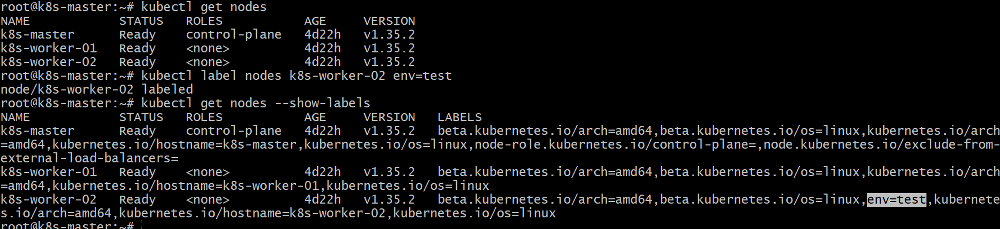 root@k8s-master:~# kubectl get nodes
NAME            STATUS   ROLES           AGE     VERSION
k8s-master      Ready    control-plane   4d22h   v1.35.2
k8s-worker-01   Ready    <none>          4d22h   v1.35.2
k8s-worker-02   Ready    <none>          4d22h   v1.35.2
root@k8s-master:~# kubectl label nodes k8s-worker-02 env=test
node/k8s-worker-02 labeled
root@k8s-master:~# kubectl get nodes --show-labels
NAME            STATUS   ROLES           AGE     VERSION   LABELS
k8s-master      Ready    control-plane   4d22h   v1.35.2   beta.kubernetes.io/arch=amd64,beta.kubernetes.io/os=linux,kubernetes.io/arch
=amd64,kubernetes.io/hostname=k8s-master,kubernetes.io/os=linux,node-role.kubernetes.io/control-plane=,node.kubernetes.io/exclude-from-
external-load-balancers=
k8s-worker-01   Ready    <none>          4d22h   v1.35.2   beta.kubernetes.io/arch=amd64,beta.kubernetes.io/os=linux,kubernetes.io/arch
=amd64,kubernetes.io/hostname=k8s-worker-01,kubernetes.io/os=linux
k8s-worker-02   Ready    <none>          4d22h   v1.35.2   beta.kubernetes.io/arch=amd64,beta.kubernetes.io/os=linux,env=test,kubernete
s.io/arch=amd64,kubernetes.io/hostname=k8s-worker-02,kubernetes.io/os=linux
root@k8s-master:~#